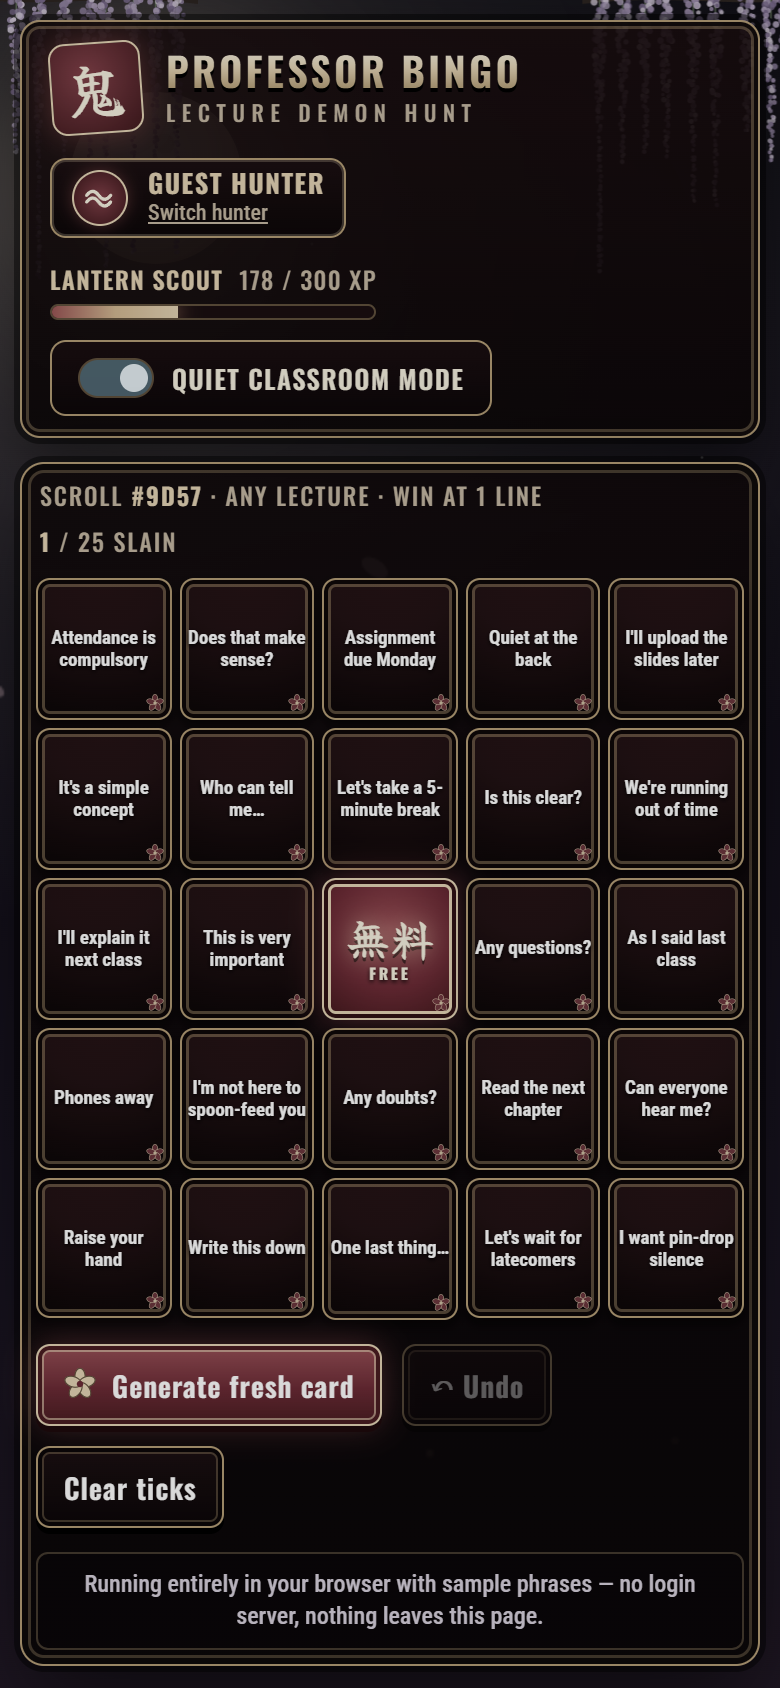 鬼
PROFESSOR BINGO
LECTURE DEMON HUNT
GUEST HUNTER
Switch hunter
LANTERN SCOUT 178 / 300 XP
QUIET CLASSROOM MODE
SCROLL #9D57 · ANY LECTURE · WIN AT 1 LINE
1 / 25 SLAIN
Attendance is
compulsory
Does that make
sense?
Assignment
due Monday
Quiet at the
back
I'll upload the
slides later
It's a simple
concept
Who can tell
me…
Let's take a 5-
minute break
Is this clear?
We're running
out of time
I'll explain it
next class
This is very
important
無料
FREE
Any questions?
As I said last
class
Phones away
I'm not here to
spoon-feed you
Any doubts?
Read the next
chapter
Can everyone
hear me?
Raise your
hand
Write this down
One last thing…
Let's wait for
latecomers
I want pin-drop
silence
Generate fresh card
Undo
Clear ticks
Running entirely in your browser with sample phrases — no login
server, nothing leaves this page.